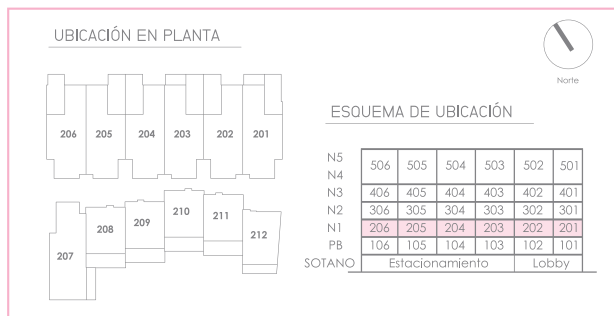 UBICACIÓN EN PLANTA
Norte
206 205 204 203 202 201
207 208 209 210 211 212
ESQUEMA DE UBICACIÓN
N5
N4 506 505 504 503 502 501
N3 406 405 404 403 402 401
N2 306 305 304 303 302 301
N1 206 205 204 203 202 201
PB 106 105 104 103 102 101
SOTANO Estacionamiento Lobby